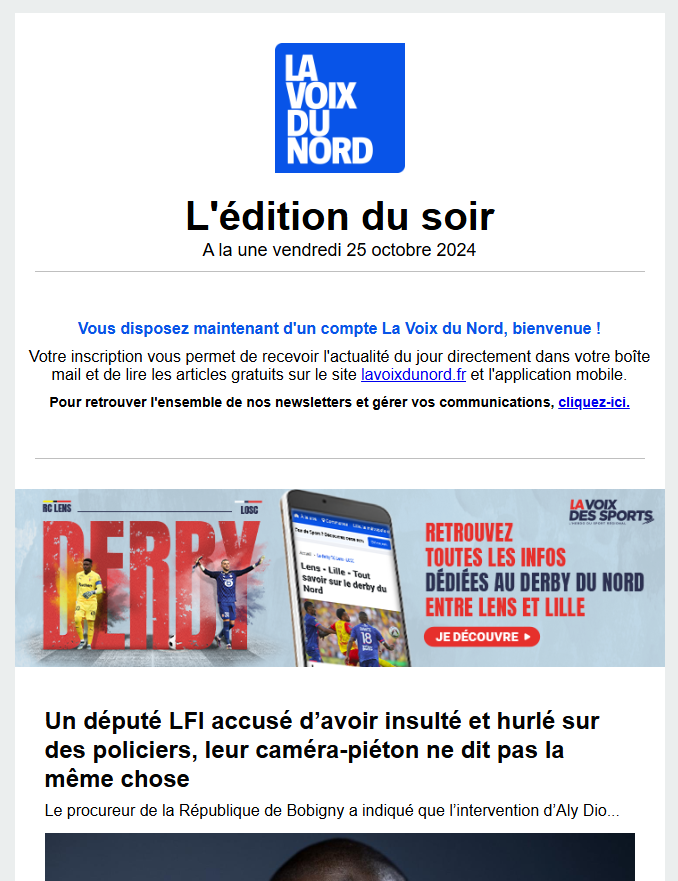 LA
VOIX
DU
NORD
L'édition du soir
A la une vendredi 25 octobre 2024
Vous disposez maintenant d'un compte La Voix du Nord, bienvenue !
Votre inscription vous permet de recevoir l'actualité du jour directement dans votre boîte
mail et de lire les articles gratuits sur le site lavoixdunord.fr et l'application mobile.
Pour retrouver l'ensemble de nos newsletters et gérer vos communications, cliquez-ici.
RC LENS
LOSC
DERBY
Lens - Lille - Tout
savoir sur le derby du
Nord
18
LA VOIX
DES SPORTS
RETROUVEZ
TOUTES LES INFOS
DÉDIÉES AU DERBY DU NORD
ENTRE LENS ET LILLE
JE DÉCOUVRE
Un député LFI accusé d’avoir insulté et hurlé sur
des policiers, leur caméra-piéton ne dit pas la
même chose
Le procureur de la République de Bobigny a indiqué que l’intervention d’Aly Dio...